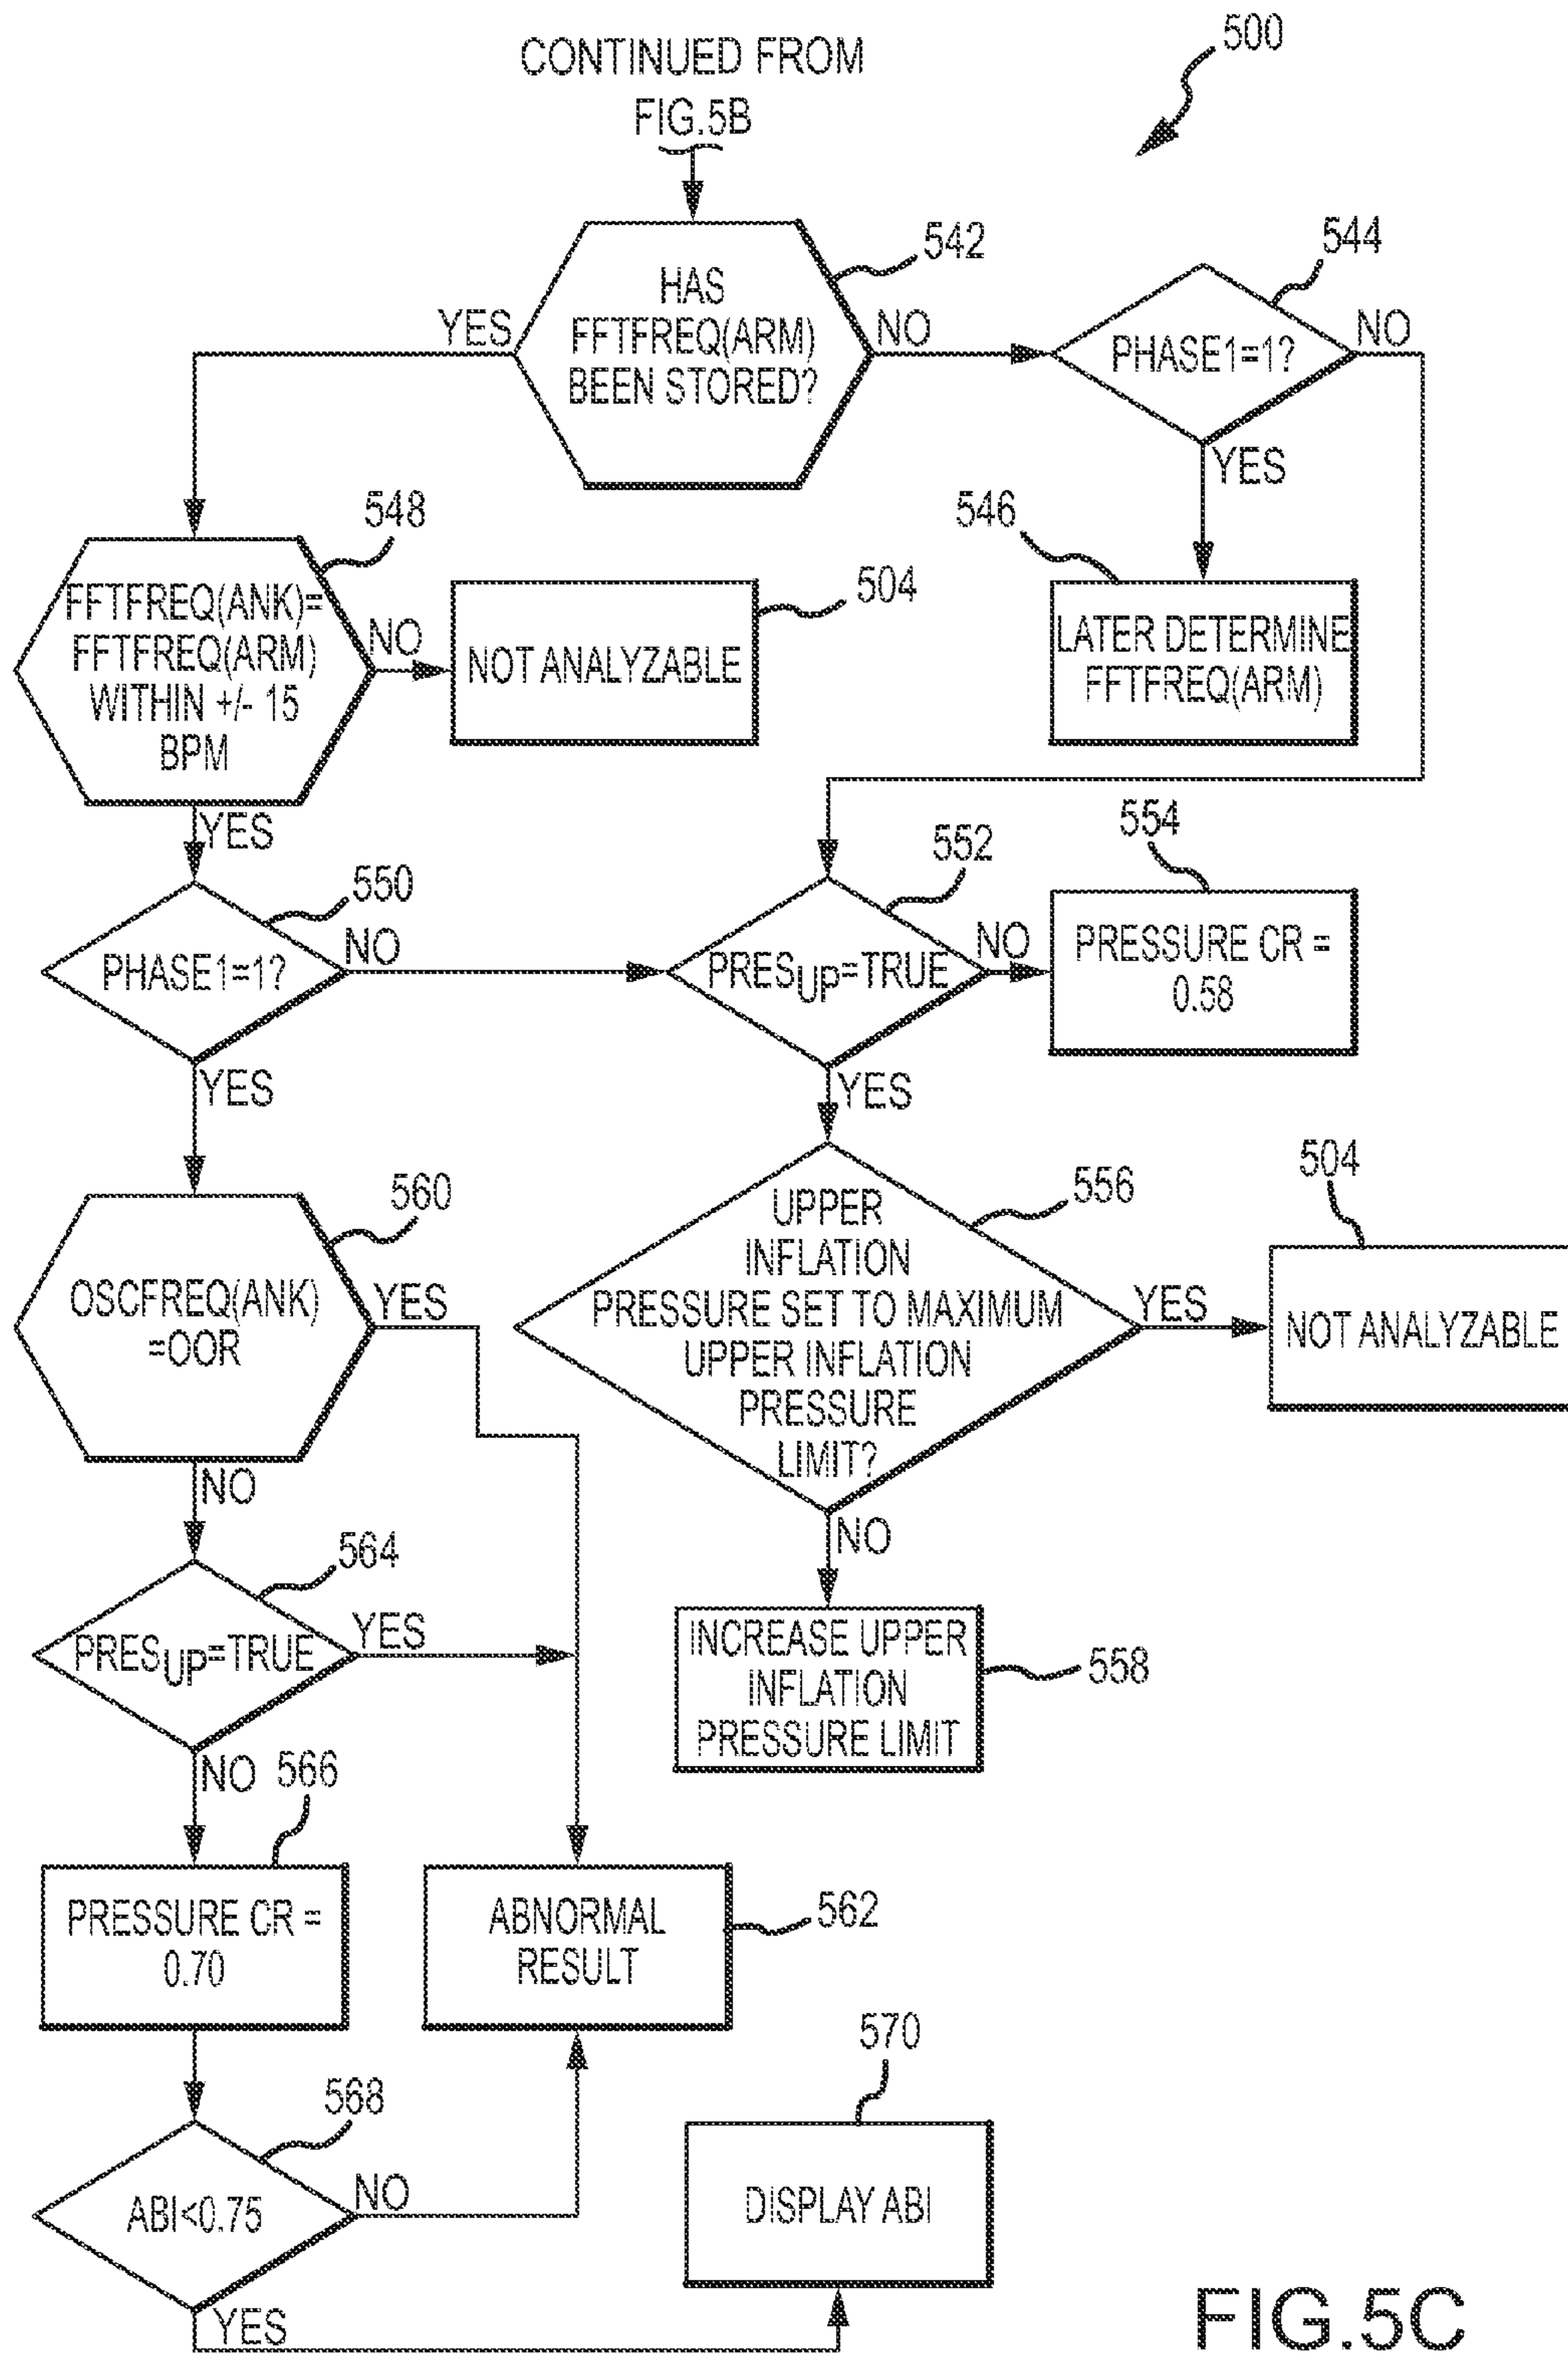 500
CONTINUED FROM
FIG.5B
542
HAS
FFTFREQ(ARM)
BEEN STORED?
YES
NO
544
PHASE1=1?
NO
YES
546
LATER DETERMINE
FFTFREQ(ARM)
548
FFTFREQ(ANK)=
FFTFREQ(ARM)
WITHIN +/- 15
BPM
NO
504
NOT ANALYZABLE
YES
550
PHASE1=1?
NO
552
PRESUP=TRUE
NO
554
PRESSURE CR =
0.58
YES
YES
556
UPPER
INFLATION
PRESSURE SET TO MAXIMUM
UPPER INFLATION
PRESSURE
LIMIT?
YES
504
NOT ANALYZABLE
560
OSCFREQ(ANK)
=OOR
YES
NO
NO
558
INCREASE UPPER
INFLATION
PRESSURE LIMIT
564
PRESUP=TRUE
YES
NO
566
PRESSURE CR =
0.70
562
ABNORMAL
RESULT
568
ABI<0.75
NO
YES
570
DISPLAY ABI
FIG.5C